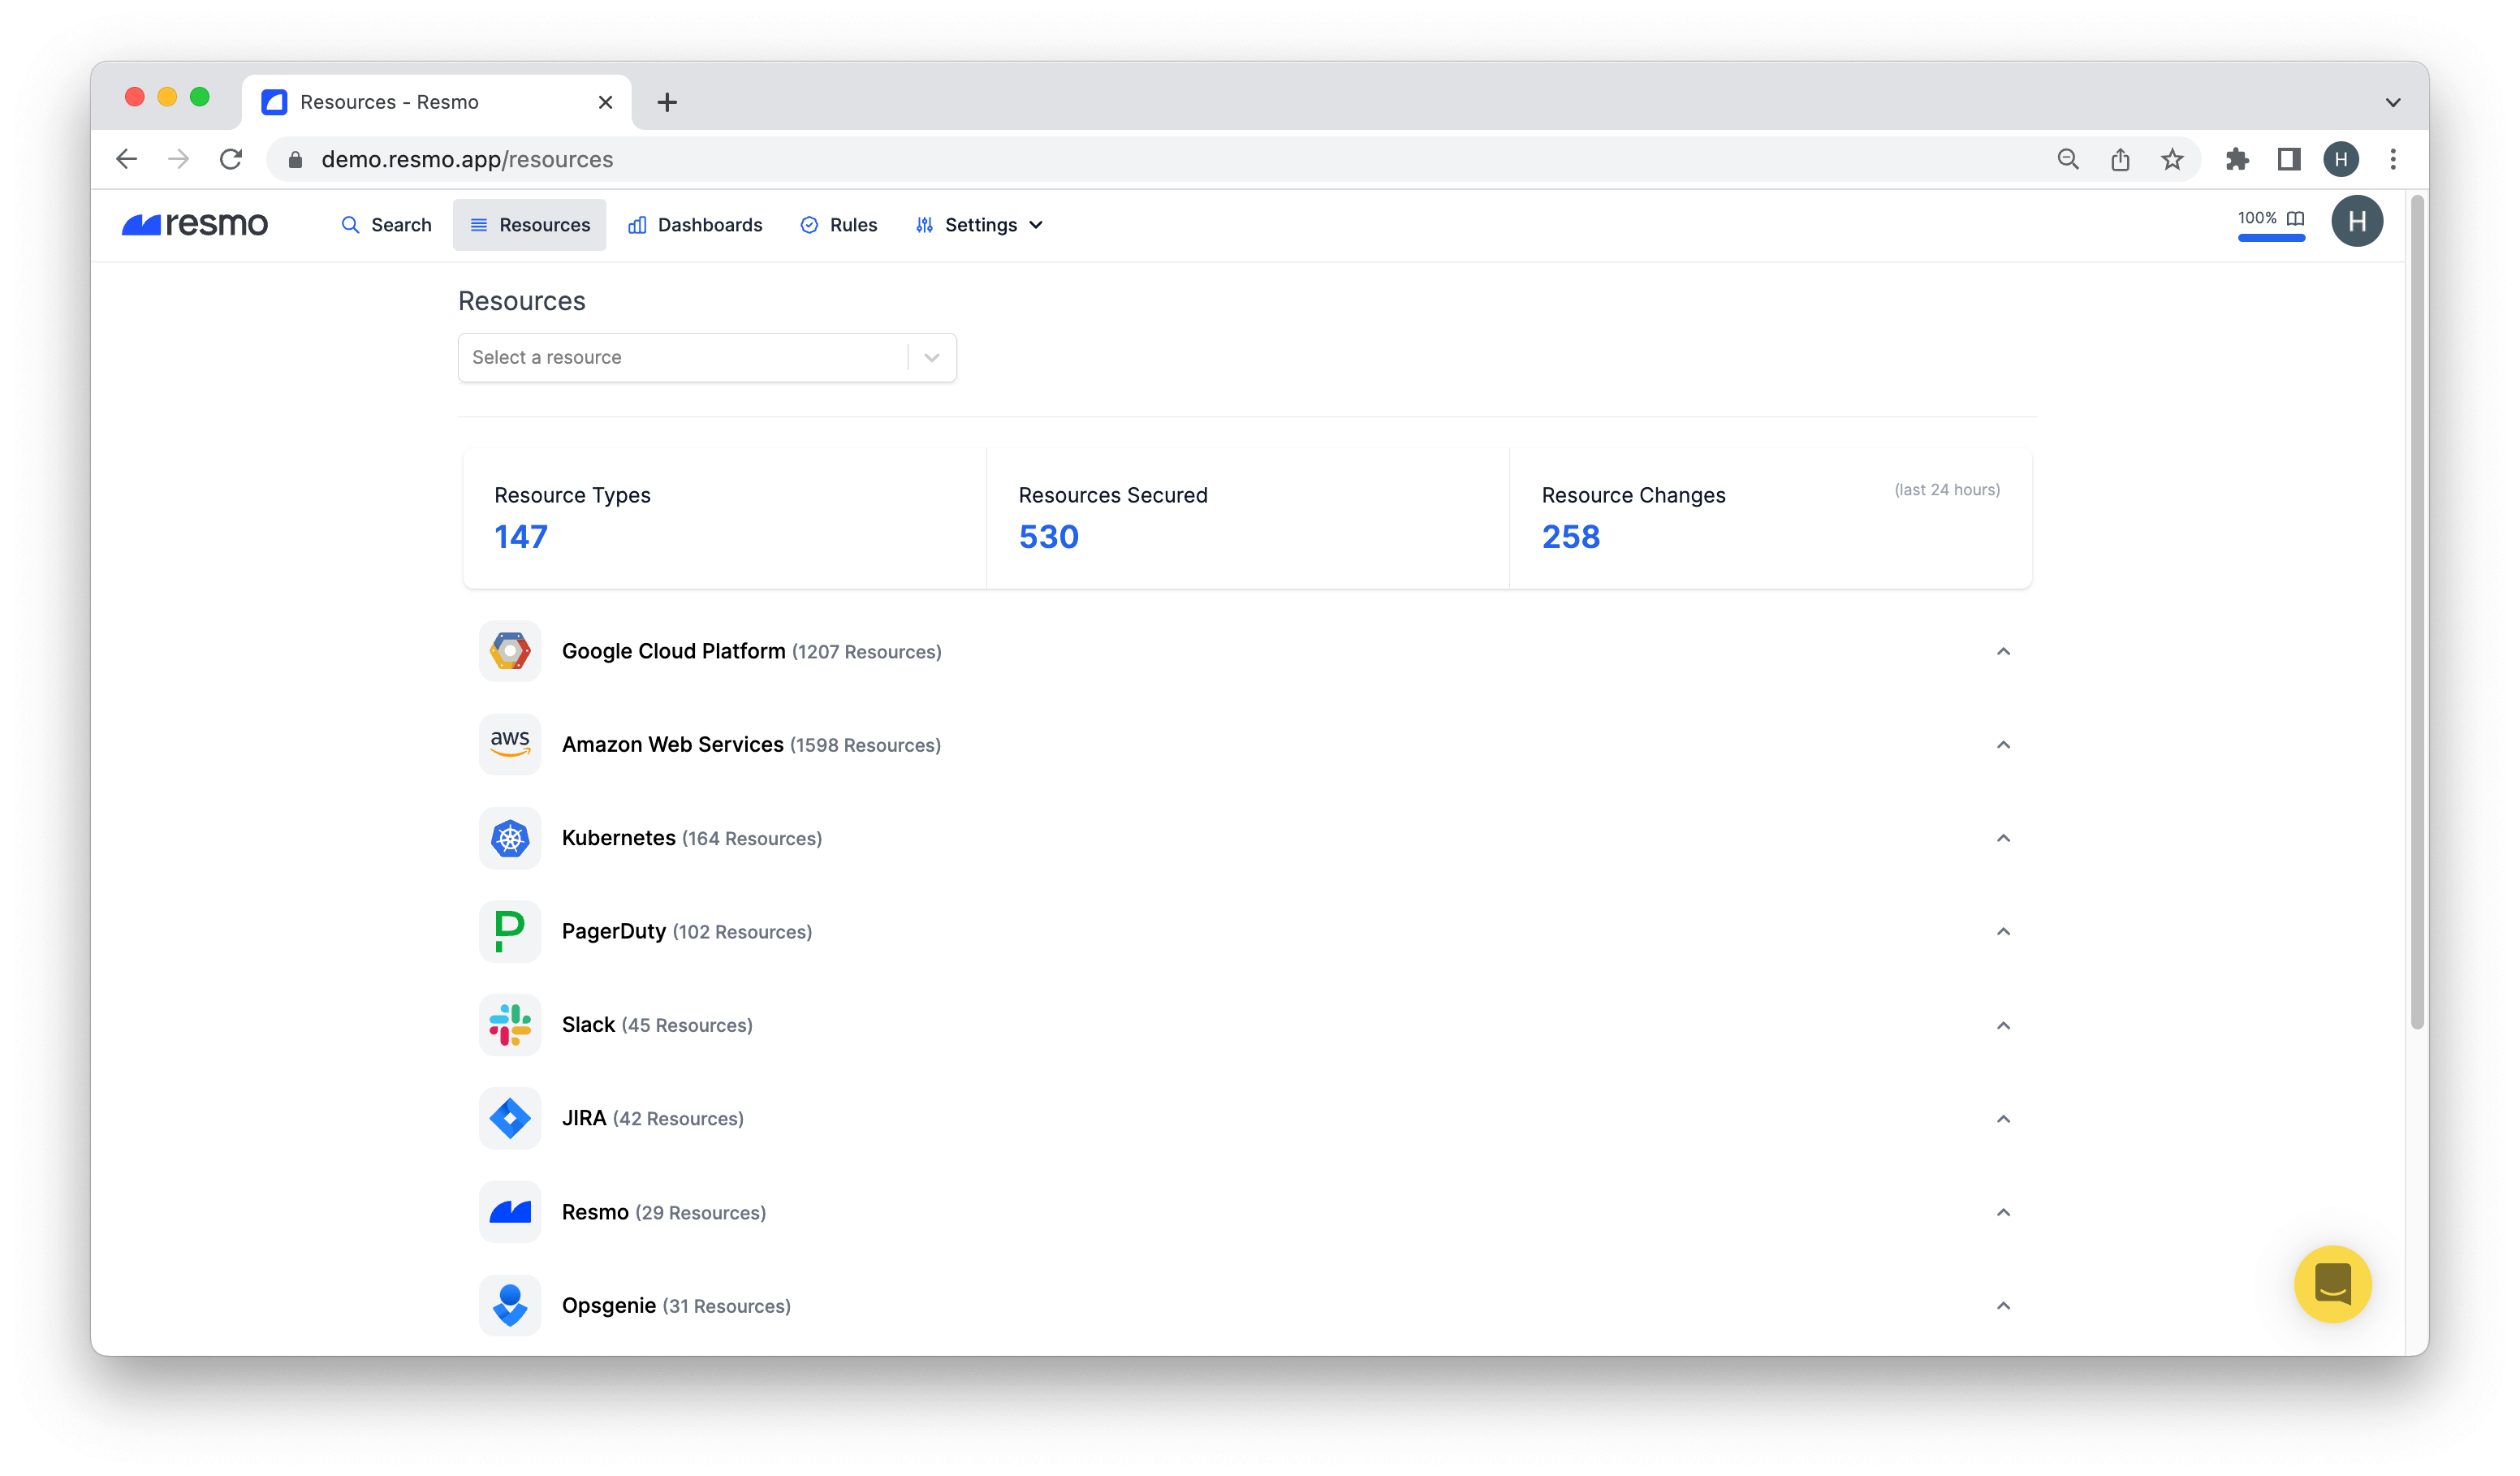 Resources - Resmo
demo.resmo.app/resources
H
resmo
Search
Resources
Dashboards
Rules
Settings
100%
H
Resources
Select a resource
Resource Types
147
Resources Secured
530
Resource Changes
(last 24 hours)
258
Google Cloud Platform (1207 Resources)
aws
Amazon Web Services (1598 Resources)
Kubernetes (164 Resources)
PagerDuty (102 Resources)
Slack (45 Resources)
JIRA (42 Resources)
Resmo (29 Resources)
Opsgenie (31 Resources)